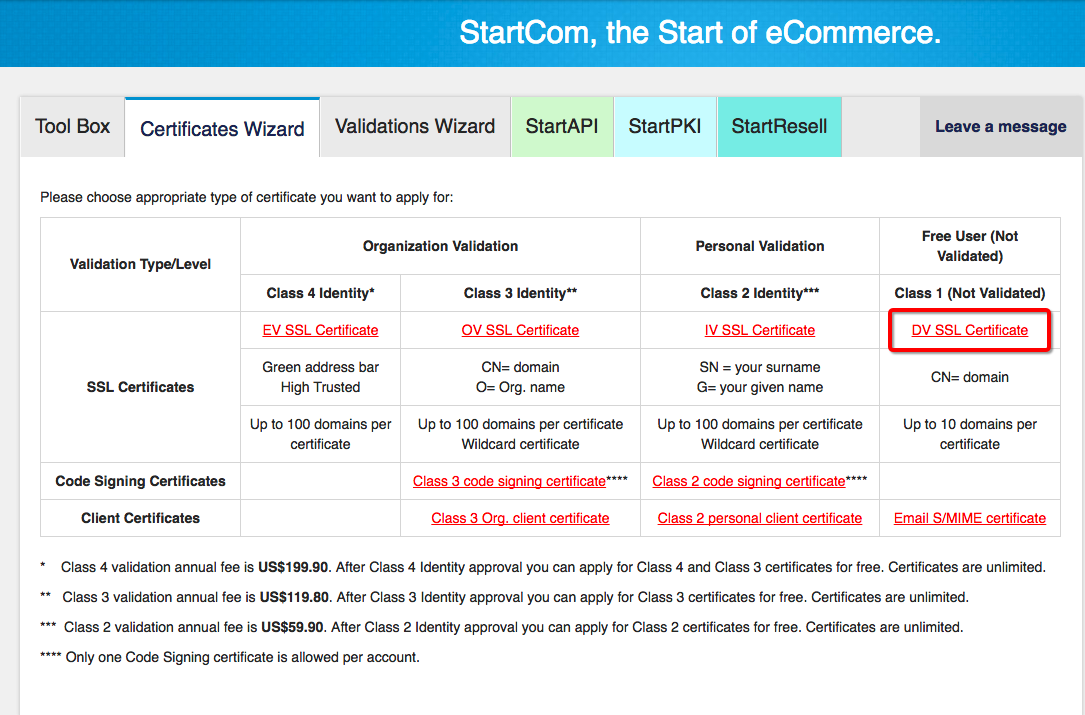 StartCom, the Start of eCommerce.
Tool Box
Certificates Wizard
Validations Wizard
StartAPI
StartPKI
StartResell
Leave a message
Please choose appropriate type of certificate you want to apply for:
Validation Type/Level
Organization Validation
Personal Validation
Free User (Not
Validated)
Class 4 Identity*
Class 3 Identity**
Class 2 Identity***
Class 1 (Not Validated)
SSL Certificates
EV SSL Certificate
OV SSL Certificate
IV SSL Certificate
DV SSL Certificate
Green address bar
High Trusted
CN= domain
O= Org. name
SN = your surname
G= your given name
CN= domain
Up to 100 domains per
certificate
Up to 100 domains per certificate
Wildcard certificate
Up to 100 domains per certificate
Wildcard certificate
Up to 10 domains per
certificate
Code Signing Certificates
Class 3 code signing certificate****
Class 2 code signing certificate****
Client Certificates
Class 3 Org. client certificate
Class 2 personal client certificate
Email S/MIME certificate
* Class 4 validation annual fee is US$199.90. After Class 4 Identity approval you can apply for Class 4 and Class 3 certificates for free. Certificates are unlimited.
** Class 3 validation annual fee is US$119.80. After Class 3 Identity approval you can apply for Class 3 certificates for free. Certificates are unlimited.
*** Class 2 validation annual fee is US$59.90. After Class 2 Identity approval you can apply for Class 2 certificates for free. Certificates are unlimited.
**** Only one Code Signing certificate is allowed per account.